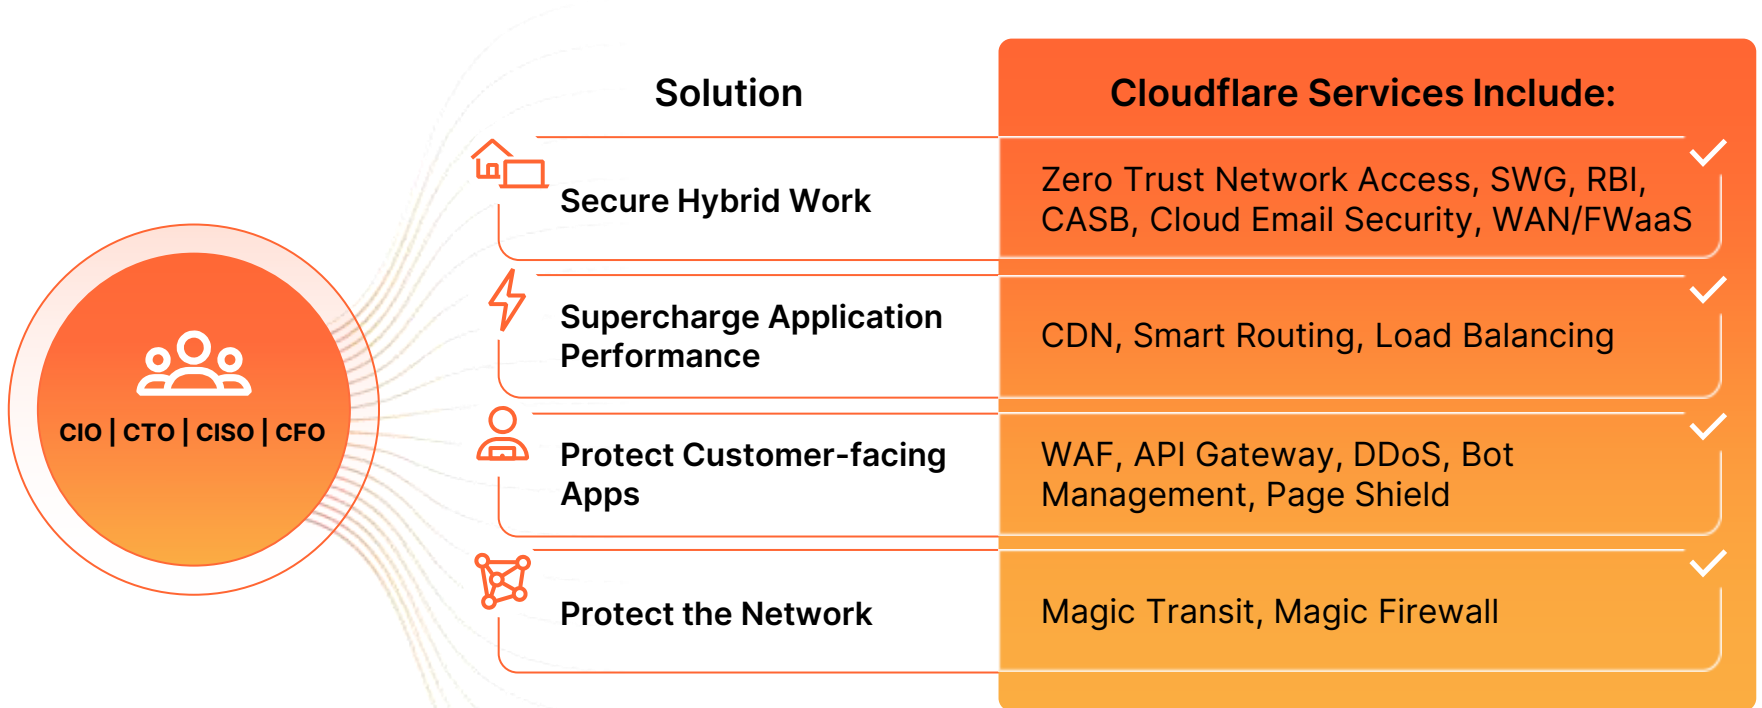 Solution
Cloudflare Services Include:
CIO | CTO | CISO | CFO
Secure Hybrid Work
Zero Trust Network Access, SWG, RBI,
CASB, Cloud Email Security, WAN/FWaaS
Supercharge Application
Performance
CDN, Smart Routing, Load Balancing
Protect Customer-facing
Apps
WAF, API Gateway, DDoS, Bot
Management, Page Shield
Protect the Network
Magic Transit, Magic Firewall